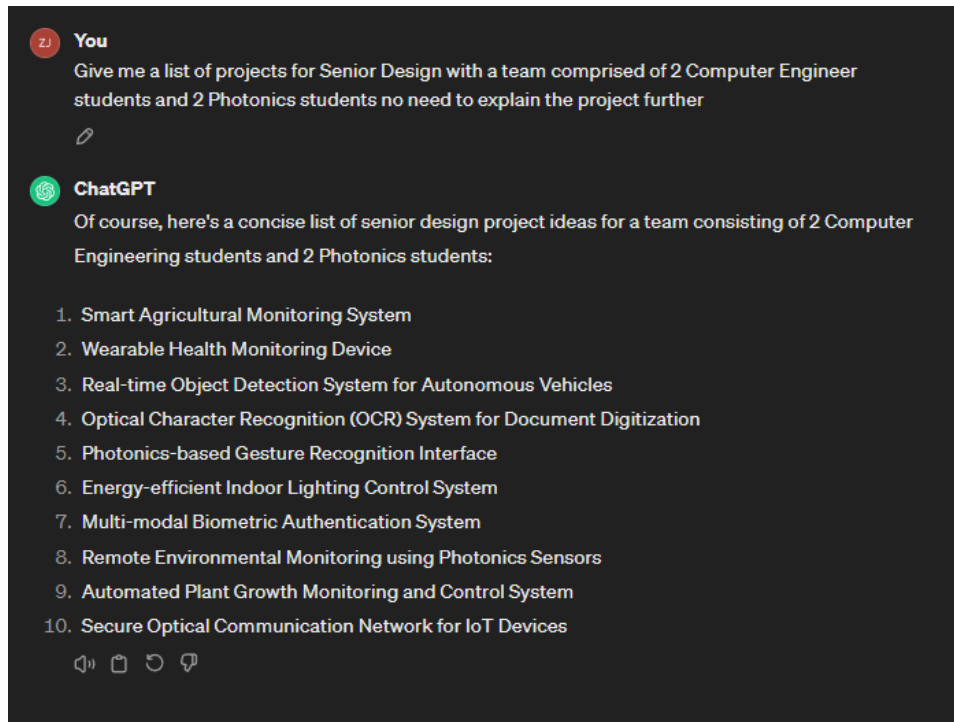 ZJ
You
Give me a list of projects for Senior Design with a team comprised of 2 Computer Engineer
students and 2 Photonics students no need to explain the project further
ChatGPT
Of course, here's a concise list of senior design project ideas for a team consisting of 2 Computer
Engineering students and 2 Photonics students:
1. Smart Agricultural Monitoring System
2. Wearable Health Monitoring Device
3. Real-time Object Detection System for Autonomous Vehicles
4. Optical Character Recognition (OCR) System for Document Digitization
5. Photonics-based Gesture Recognition Interface
6. Energy-efficient Indoor Lighting Control System
7. Multi-modal Biometric Authentication System
8. Remote Environmental Monitoring using Photonics Sensors
9. Automated Plant Growth Monitoring and Control System
10. Secure Optical Communication Network for IoT Devices